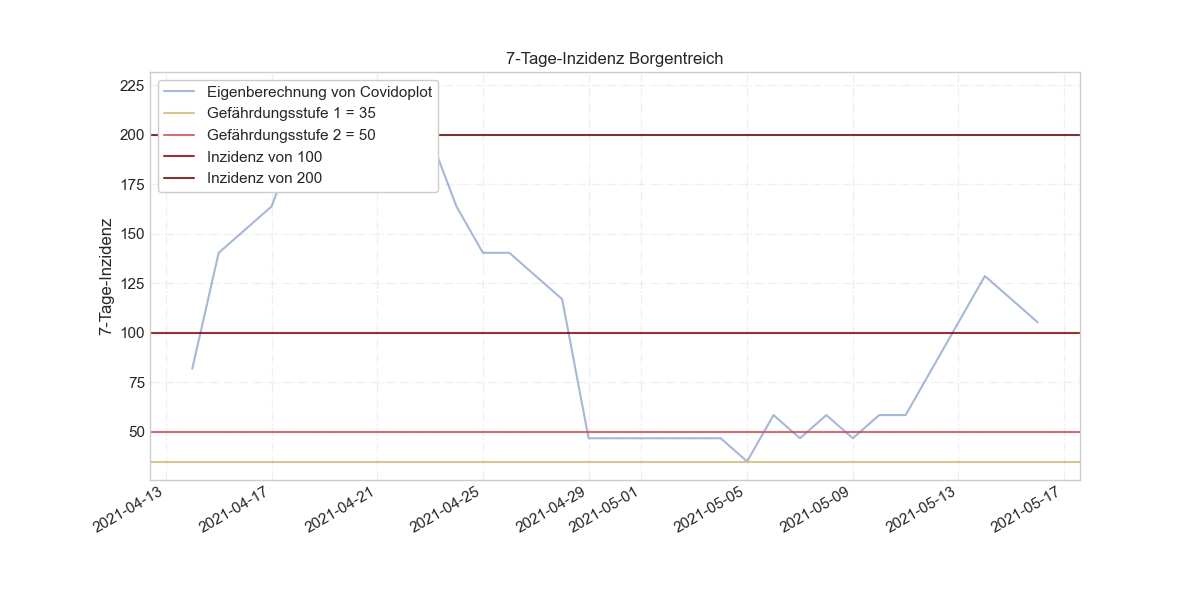 7-Tage-Inzidenz Borgentreich
Eigenberechnung von Covidoplot
Gefährdungsstufe 1 = 35
Gefährdungsstufe 2 = 50
Inzidenz von 100
Inzidenz von 200
7-Tage-Inzidenz
225
200
175
150
125
100
75
50
2021-04-13
2021-04-17
2021-04-21
2021-04-25
2021-04-29
2021-05-01
2021-05-05
2021-05-09
2021-05-13
2021-05-17